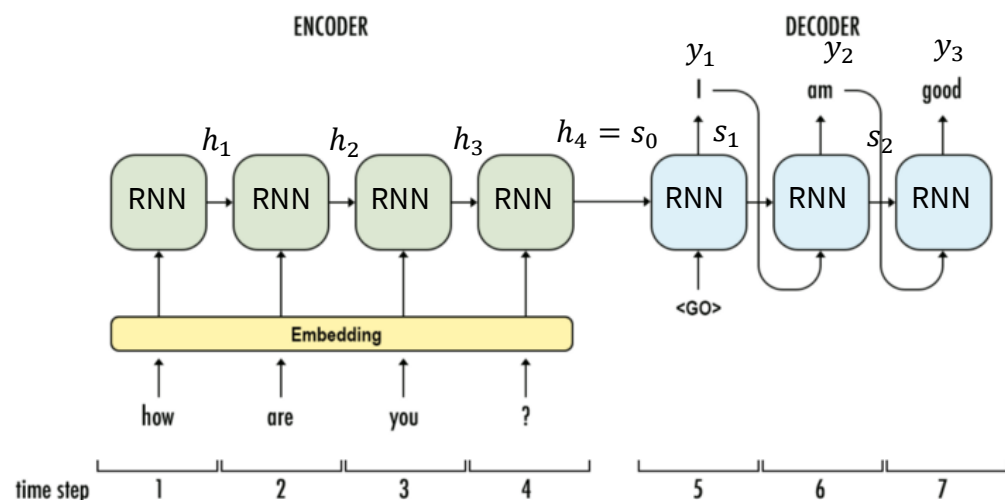 ENCODER DECODER
y₁ y₂ y₃
I am good
h₁ h₂ h₃ h₄ = s₀ s₁ s₂
RNN RNN RNN RNN RNN RNN RNN
<GO>
Embedding
how are you ?
time step 1 2 3 4 5 6 7